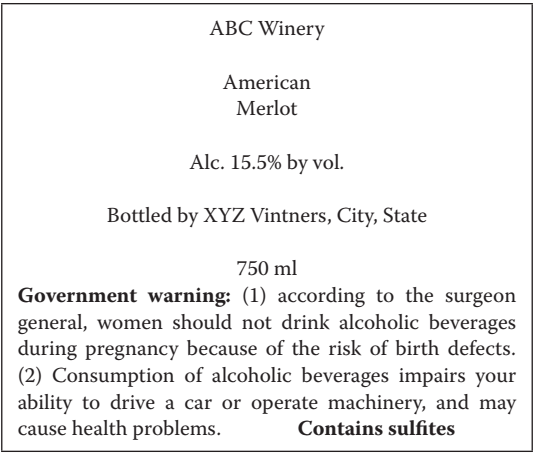 ABC Winery
American
Merlot
Alc. 15.5% by vol.
Bottled by XYZ Vintners, City, State
750 ml
Government warning: (1) according to the surgeon
general, women should not drink alcoholic beverages
during pregnancy because of the risk of birth defects.
(2) Consumption of alcoholic beverages impairs your
ability to drive a car or operate machinery, and may
cause health problems. Contains sulfites